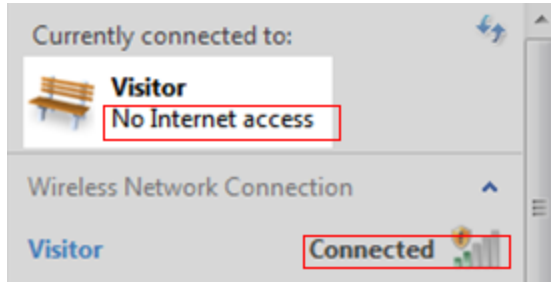 Currently connected to:
Visitor
No Internet access
Wireless Network Connection
Visitor Connected